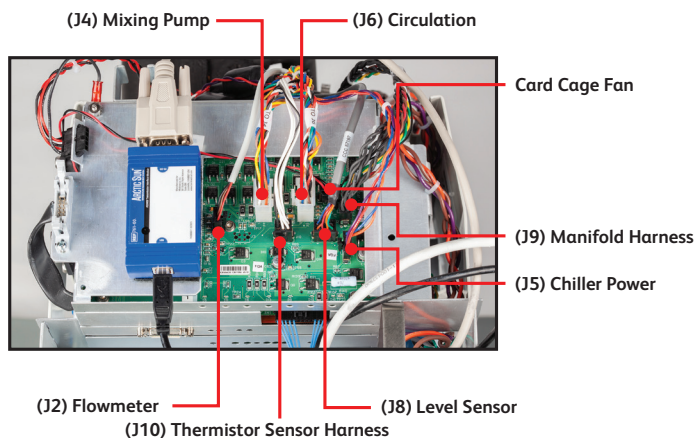 (J4) Mixing Pump
(J6) Circulation
Card Cage Fan
ARCTIC SUN
(J9) Manifold Harness
(J5) Chiller Power
(J2) Flowmeter
(J8) Level Sensor
(J10) Thermistor Sensor Harness